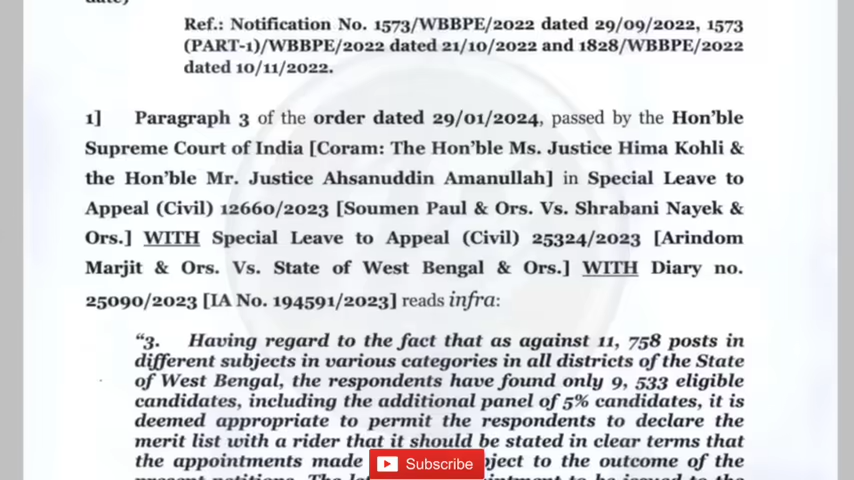 date)
Ref.: Notification No. 1573/WBBPE/2022 dated 29/09/2022, 1573
(PART-1)/WBBPE/2022 dated 21/10/2022 and 1828/WBBPE/2022
dated 10/11/2022.
1] Paragraph 3 of the order dated 29/01/2024, passed by the Hon'ble
Supreme Court of India [Coram: The Hon'ble Ms. Justice Hima Kohli &
the Hon'ble Mr. Justice Ahsanuddin Amanullah] in Special Leave to
Appeal (Civil) 12660/2023 [Soumen Paul & Ors. Vs. Shrabani Nayek &
Ors.] WITH Special Leave to Appeal (Civil) 25324/2023 [Arindom
Marjit & Ors. Vs. State of West Bengal & Ors.] WITH Diary no.
25090/2023 [IA No. 194591/2023] reads infra:
“3. Having regard to the fact that as against 11, 758 posts in
different subjects in various categories in all districts of the State
of West Bengal, the respondents have found only 9, 533 eligible
candidates, including the additional panel of 5% candidates, it is
deemed appropriate to permit the respondents to declare the
merit list with a rider that it should be stated in clear terms that
the appointments made bject to the outcome of the
Subscribe